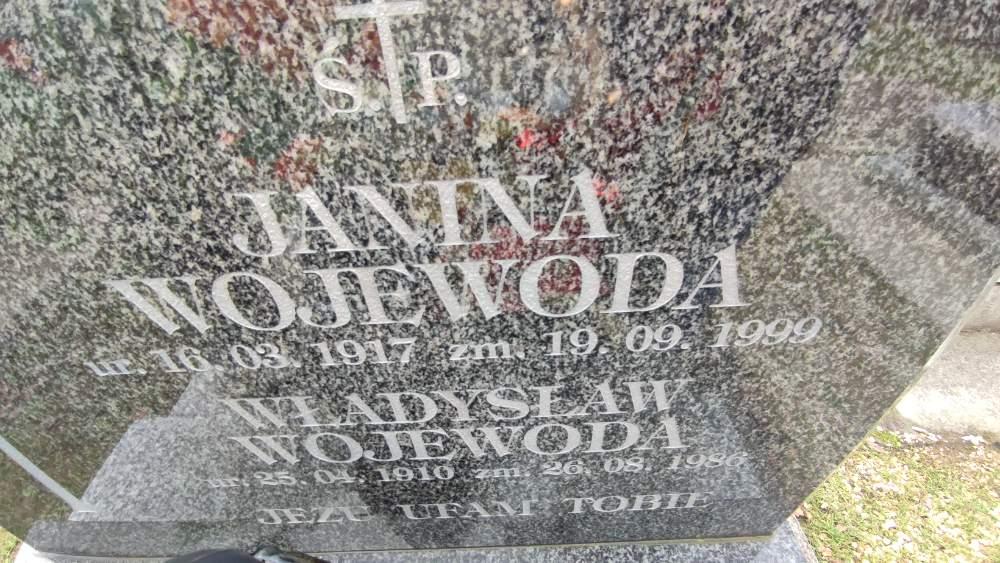 Ś.P.
JANINA
WOJEWODA
ur. 16. 03. 1917 zm. 19. 09. 1999
WŁADYSŁAW
WOJEWODA
ur. 25. 04. 1910 zm. 26. 08. 1986
JEZU UFAM TOBIE